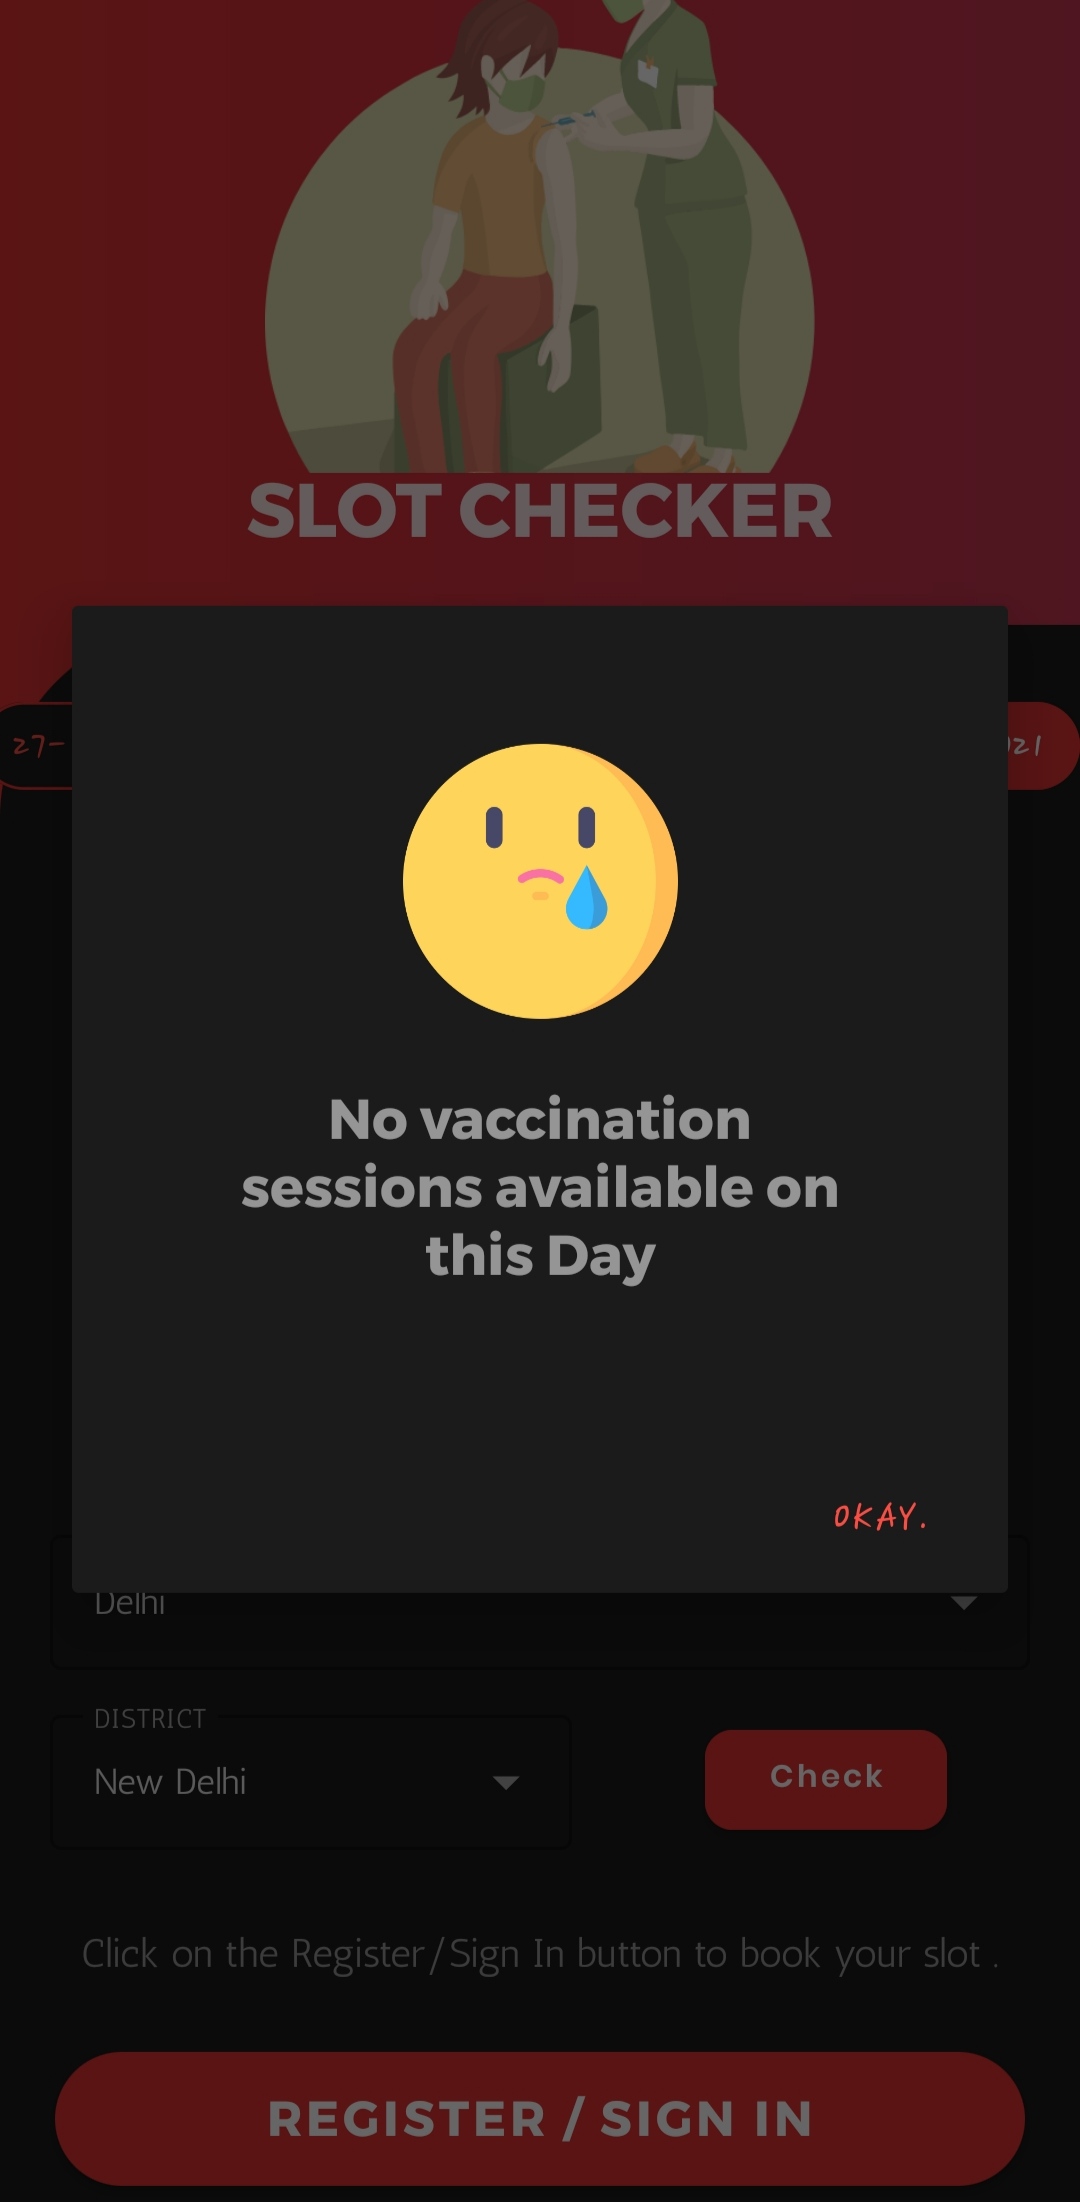 SLOT CHECKER
27-
21
No vaccination
sessions available on
this Day
OKAY.
Delhi
DISTRICT
New Delhi
Check
Click on the Register/Sign In button to book your slot .
REGISTER / SIGN IN